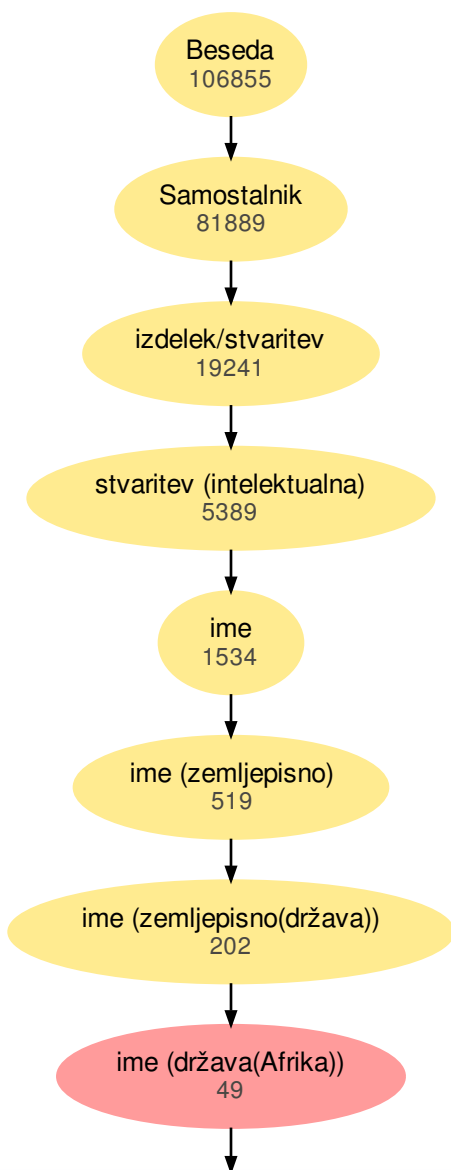 Beseda
106855
Samostalnik
81889
izdelek/stvaritev
19241
stvaritev (intelektualna)
5389
ime
1534
ime (zemljepisno)
519
ime (zemljepisno(država))
202
ime (država(Afrika))
49